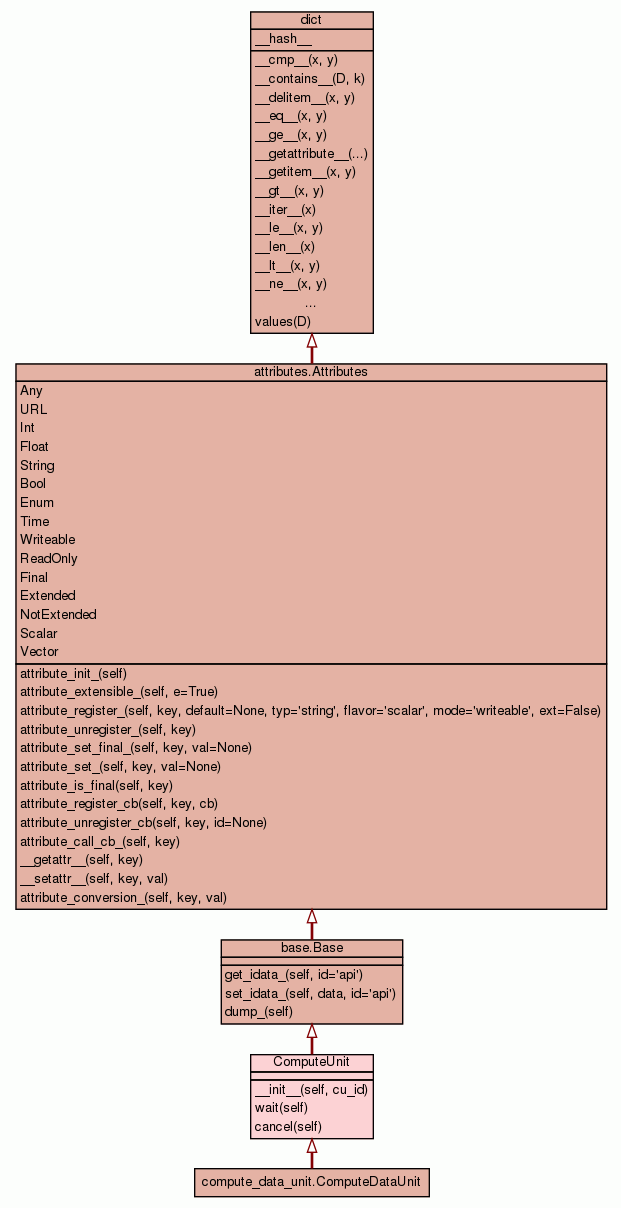 dict
__hash__
__cmp__(x, y)
__contains__(D, k)
__delitem__(x, y)
__eq__(x, y)
__ge__(x, y)
__getattribute__(...)
__getitem__(x, y)
__gt__(x, y)
__iter__(x)
__le__(x, y)
__len__(x)
__lt__(x, y)
__ne__(x, y)
...
values(D)
attributes.Attributes
Any
URL
Int
Float
String
Bool
Enum
Time
Writeable
ReadOnly
Final
Extended
NotExtended
Scalar
Vector
attribute_init_(self)
attribute_extensible_(self, e=True)
attribute_register_(self, key, default=None, typ='string', flavor='scalar', mode='writeable', ext=False)
attribute_unregister_(self, key)
attribute_set_final_(self, key, val=None)
attribute_set_(self, key, val=None)
attribute_is_final(self, key)
attribute_register_cb(self, key, cb)
attribute_unregister_cb(self, key, id=None)
attribute_call_cb_(self, key)
__getattr__(self, key)
__setattr__(self, key, val)
attribute_conversion_(self, key, val)
base.Base
get_idata_(self, id='api')
set_idata_(self, data, id='api')
dump_(self)
ComputeUnit
__init__(self, cu_id)
wait(self)
cancel(self)
compute_data_unit.ComputeDataUnit